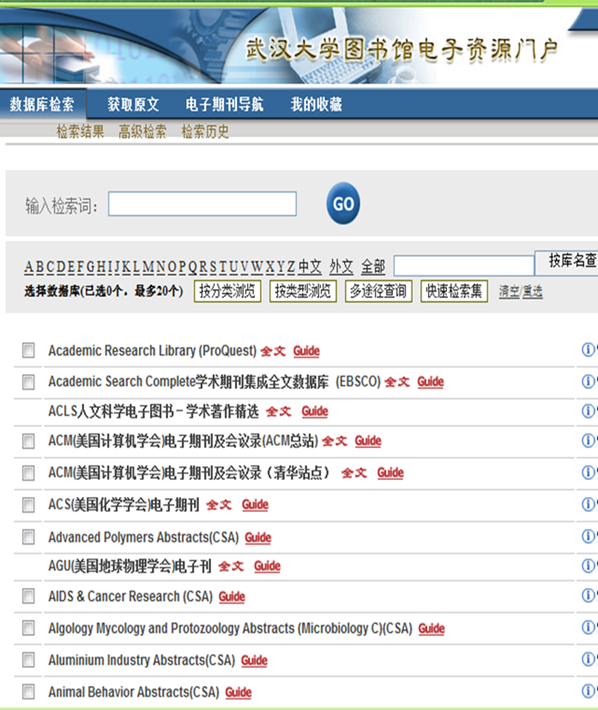 武汉大学图书馆电子资源门户
数据库检索 获取原文 电子期刊导航 我的收藏
检索结果 高级检索 检索历史
输入检索词: GO
A B C D E F G H I J K L M N O P Q R S T U V W X Y Z 中文 外文 全部 按库名查
选择数据库(已选0个，最多20个) 按分类浏览 按类型浏览 多途径查询 快速检索集 清空/重选
Academic Research Library (ProQuest) 全文 Guide
Academic Search Complete学术期刊集成全文数据库 (EBSCO) 全文 Guide
ACLS人文科学电子图书－学术著作精选 全文 Guide
ACM(美国计算机学会)电子期刊及会议录(ACM总站) 全文 Guide
ACM(美国计算机学会)电子期刊及会议录（清华站点） 全文 Guide
ACS(美国化学学会)电子期刊 全文 Guide
Advanced Polymers Abstracts(CSA) Guide
AGU(美国地球物理学会)电子刊 全文 Guide
AIDS & Cancer Research (CSA) Guide
Algology Mycology and Protozoology Abstracts (Microbiology C)(CSA) Guide
Aluminium Industry Abstracts(CSA) Guide
Animal Behavior Abstracts(CSA) Guide